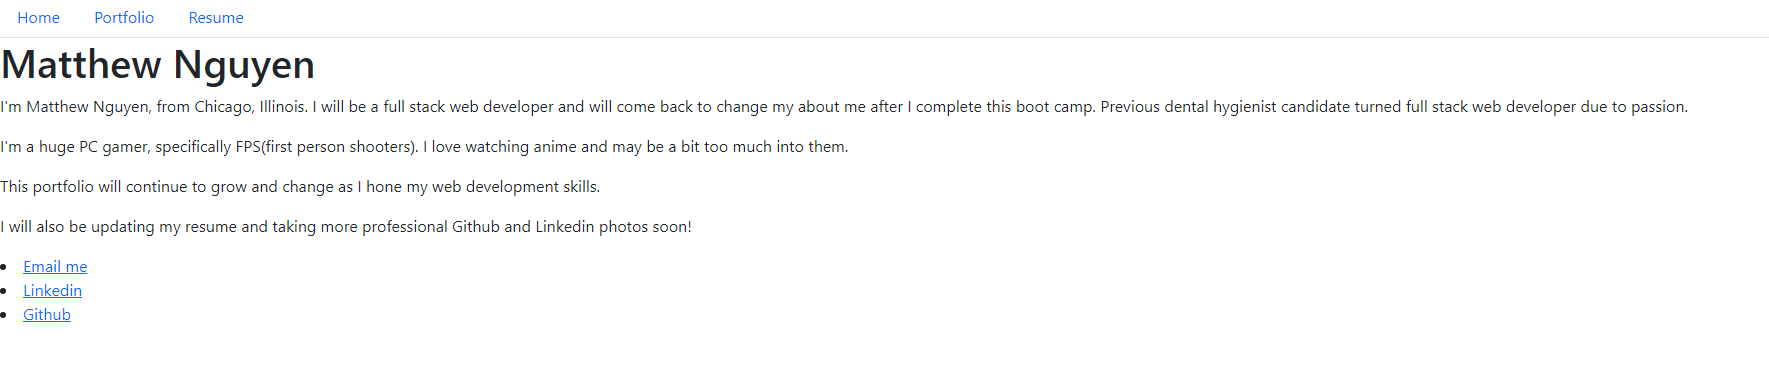 Home Portfolio Resume
Matthew Nguyen
I'm Matthew Nguyen, from Chicago, Illinois. I will be a full stack web developer and will come back to change my about me after I complete this boot camp. Previous dental hygienist candidate turned full stack web developer due to passion.
I'm a huge PC gamer, specifically FPS(first person shooters). I love watching anime and may be a bit too much into them.
This portfolio will continue to grow and change as I hone my web development skills.
I will also be updating my resume and taking more professional Github and Linkedin photos soon!
Email me
Linkedin
Github